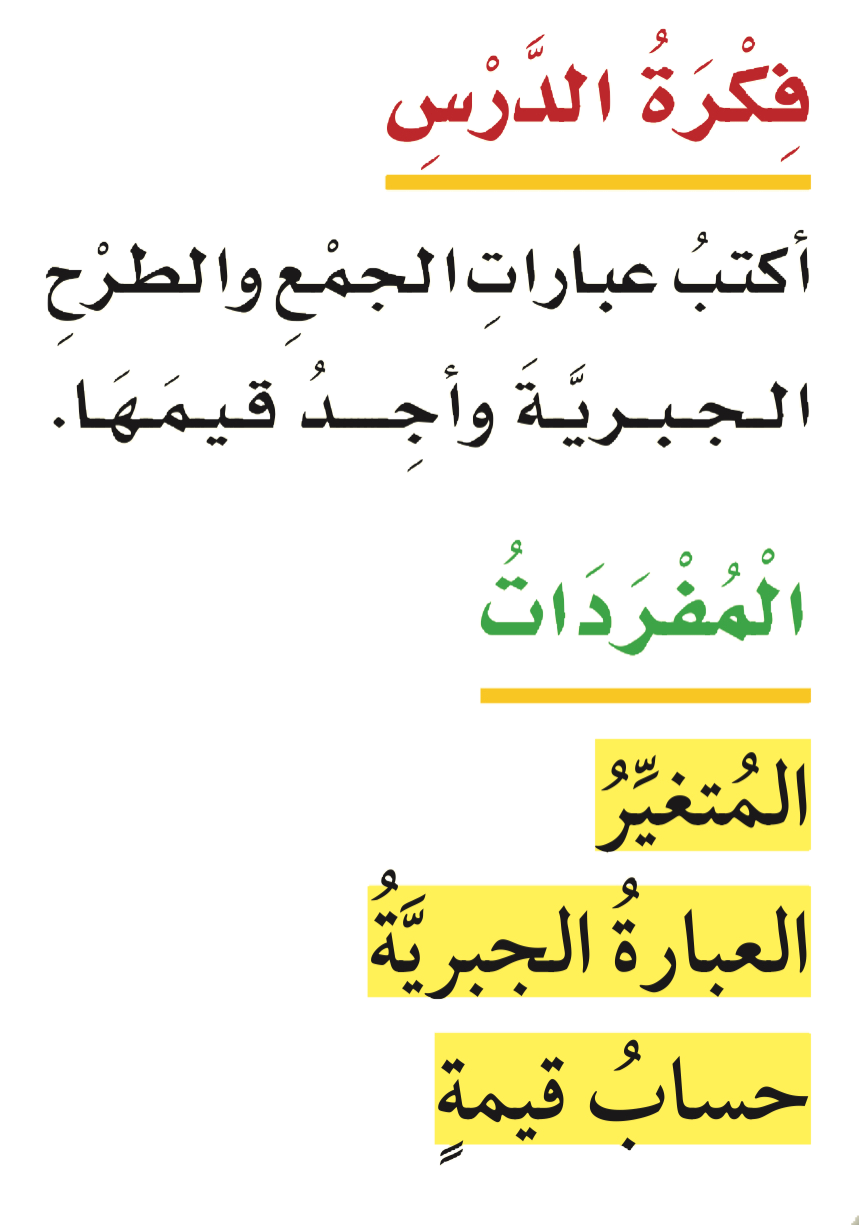 فِكْرَةُ الدَّرْسِ
أكتبُ عباراتِ الجمْعِ والطرْحِ
الجبريَّةَ وأجِدُ قيمَهَا.
الْمُفْرَدَاتُ
المُتغيِّرُ
العبارةُ الجبريَّةُ
حسابُ قيمةٍ